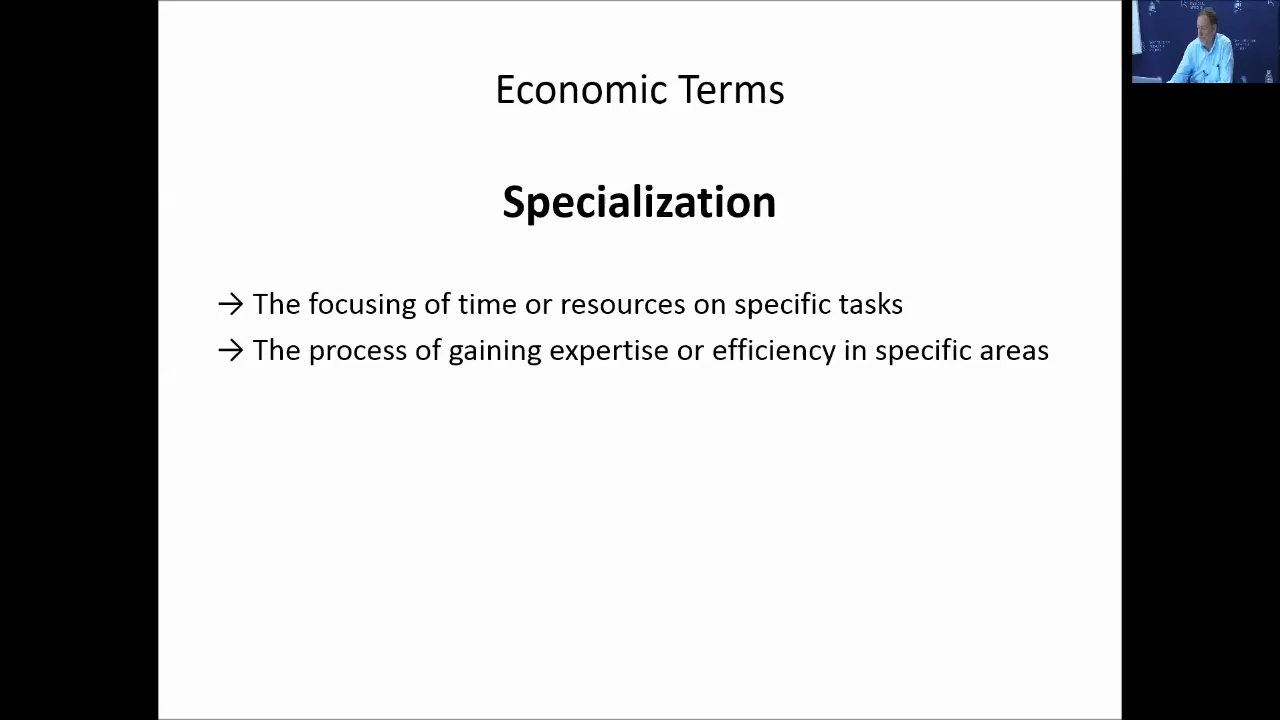 Economic Terms
Specialization
→ The focusing of time or resources on specific tasks
→ The process of gaining expertise or efficiency in specific areas